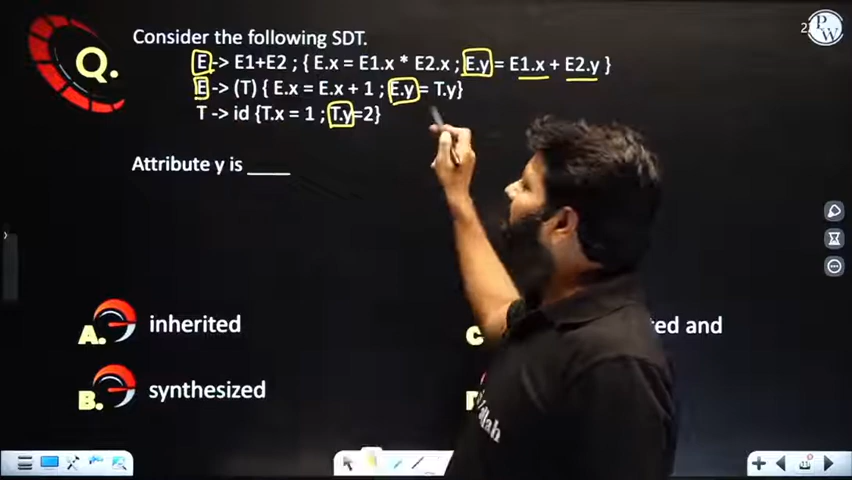 Consider the following SDT.
Q.
E -> E1+E2 ; { E.x = E1.x * E2.x ; E.y = E1.x + E2.y }
E -> (T) { E.x = E.x + 1 ; E.y = T.y}
T -> id {T.x = 1 ; T.y=2}
Attribute y is ____
A. inherited
C. ed and
B. synthesized
P
W